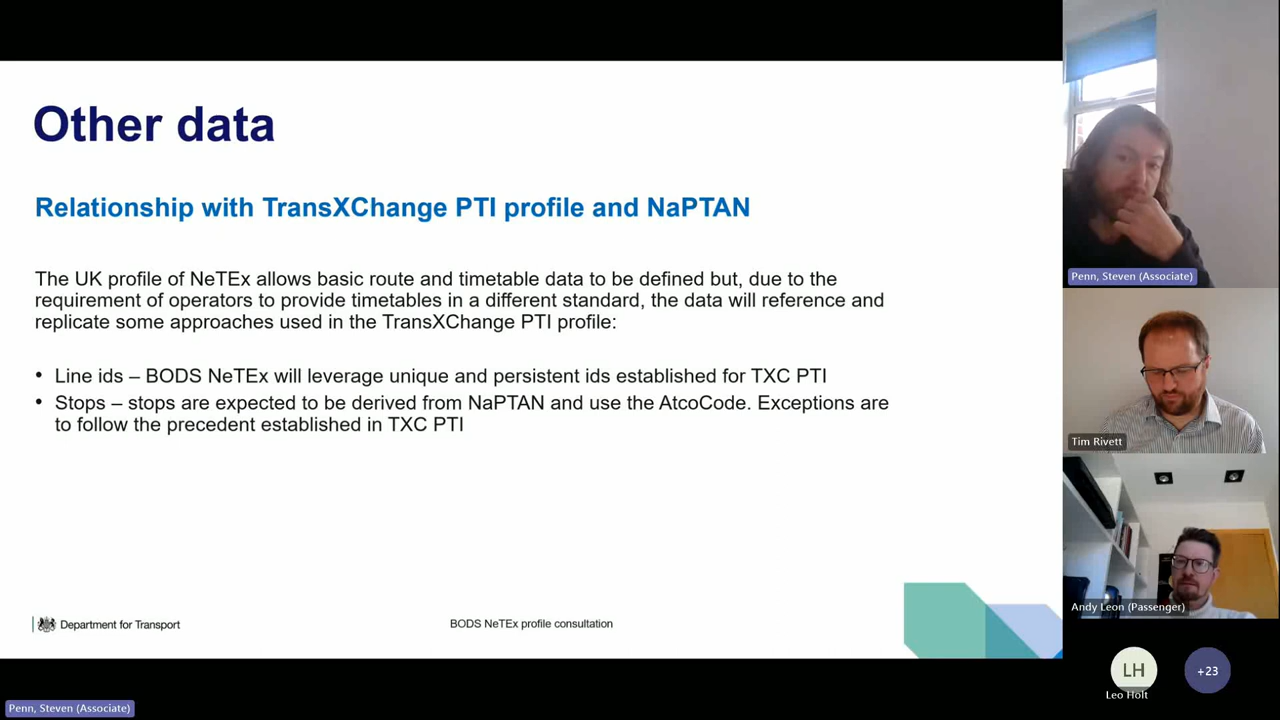 Other data
Relationship with TransXChange PTI profile and NaPTAN
The UK profile of NeTEx allows basic route and timetable data to be defined but, due to the
requirement of operators to provide timetables in a different standard, the data will reference and
replicate some approaches used in the TransXChange PTI profile:
• Line ids – BODS NeTEx will leverage unique and persistent ids established for TXC PTI
• Stops – stops are expected to be derived from NaPTAN and use the AtcoCode. Exceptions are
to follow the precedent established in TXC PTI
Department for Transport
BODS NeTEx profile consultation
Penn, Steven (Associate)
Tim Rivett
Andy Leon (Passenger)
LH
Leo Holt
+23
Penn, Steven (Associate)